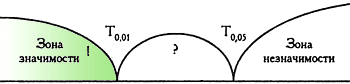 T0,01
T0,05
Зона
значимости
!
?
Зона
незначимости